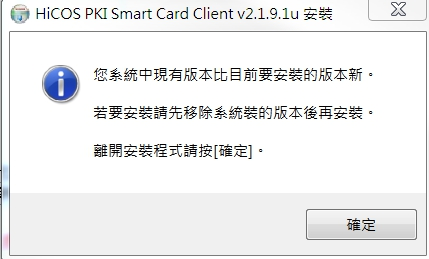 HiCOS PKI Smart Card Client v2.1.9.1u 安裝
您系統中現有版本比目前要安裝的版本新。
若要安裝請先移除系統裝的版本後再安裝。
離開安裝程式請按[確定]。
確定